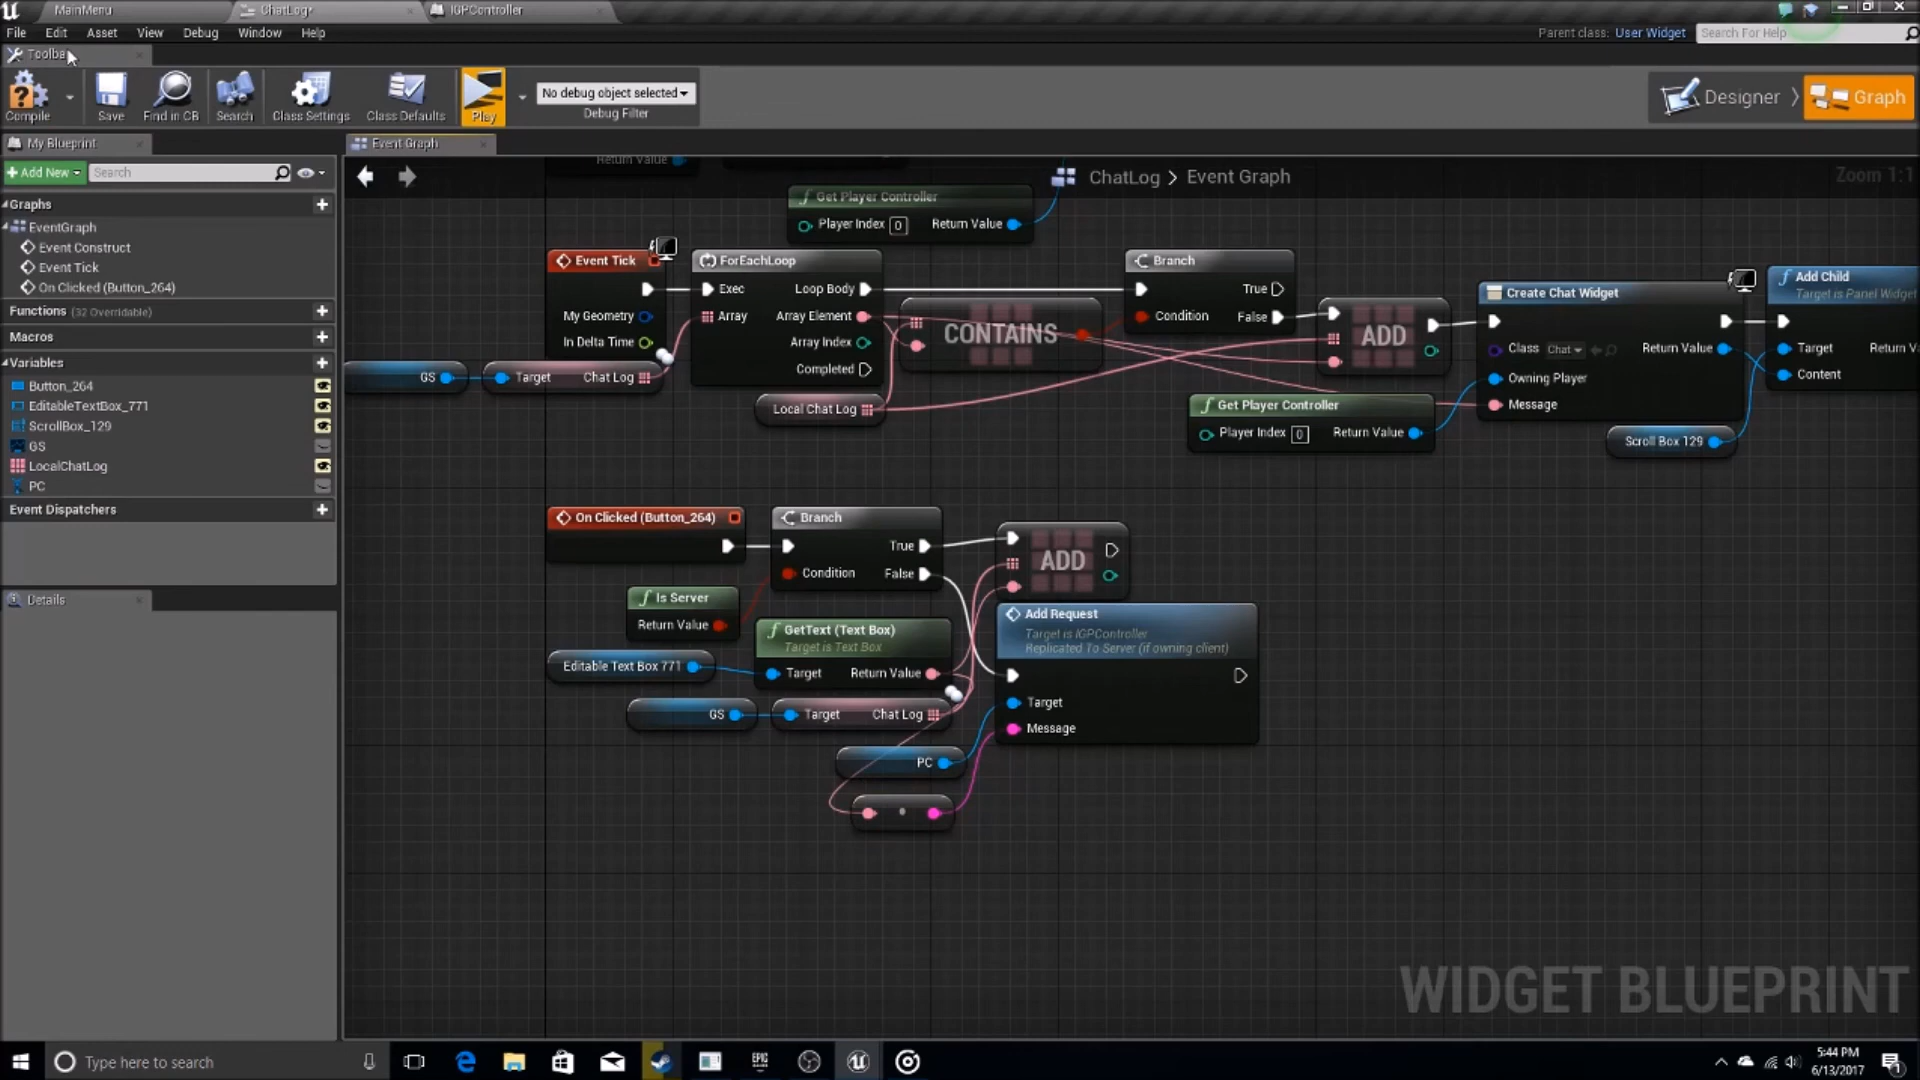 MainMenu
ChatLog*
IGPController
File Edit Asset View Debug Window Help
Parent class: User Widget
Search For Help
Toolba
Compile
Save
Find in CB
Search
Class Settings
Class Defaults
Play
No debug object selected
Debug Filter
Designer
Graph
My Blueprint
Event Graph
+ Add New
Search
ChatLog > Event Graph
Zoom 1:1
Graphs
EventGraph
Event Construct
Event Tick
On Clicked (Button_264)
Functions (32 Overridable)
Macros
Variables
Button_264
EditableTextBox_771
ScrollBox_129
GS
LocalChatLog
PC
Event Dispatchers
Details
Return Value
Get Player Controller
Player Index 0 Return Value
Event Tick
My Geometry
In Delta Time
ForEachLoop
Exec Loop Body
Array Array Element
Array Index
Completed
GS
Target Chat Log
Local Chat Log
CONTAINS
Branch
True
Condition False
ADD
Get Player Controller
Player Index 0 Return Value
Create Chat Widget
Class Chat Return Value
Owning Player
Message
Scroll Box 129
Add Child
Target is Panel Widget
Target Return V
Content
On Clicked (Button_264)
Branch
True
Condition False
ADD
Is Server
Return Value
GetText (Text Box)
Target is Text Box
Target Return Value
Editable Text Box 771
GS
Target Chat Log
PC
Add Request
Target is IGPController
Replicated To Server (if owning client)
Target
Message
WIDGET BLUEPRINT
Type here to search
EPIC
5:44 PM
6/13/2017
1